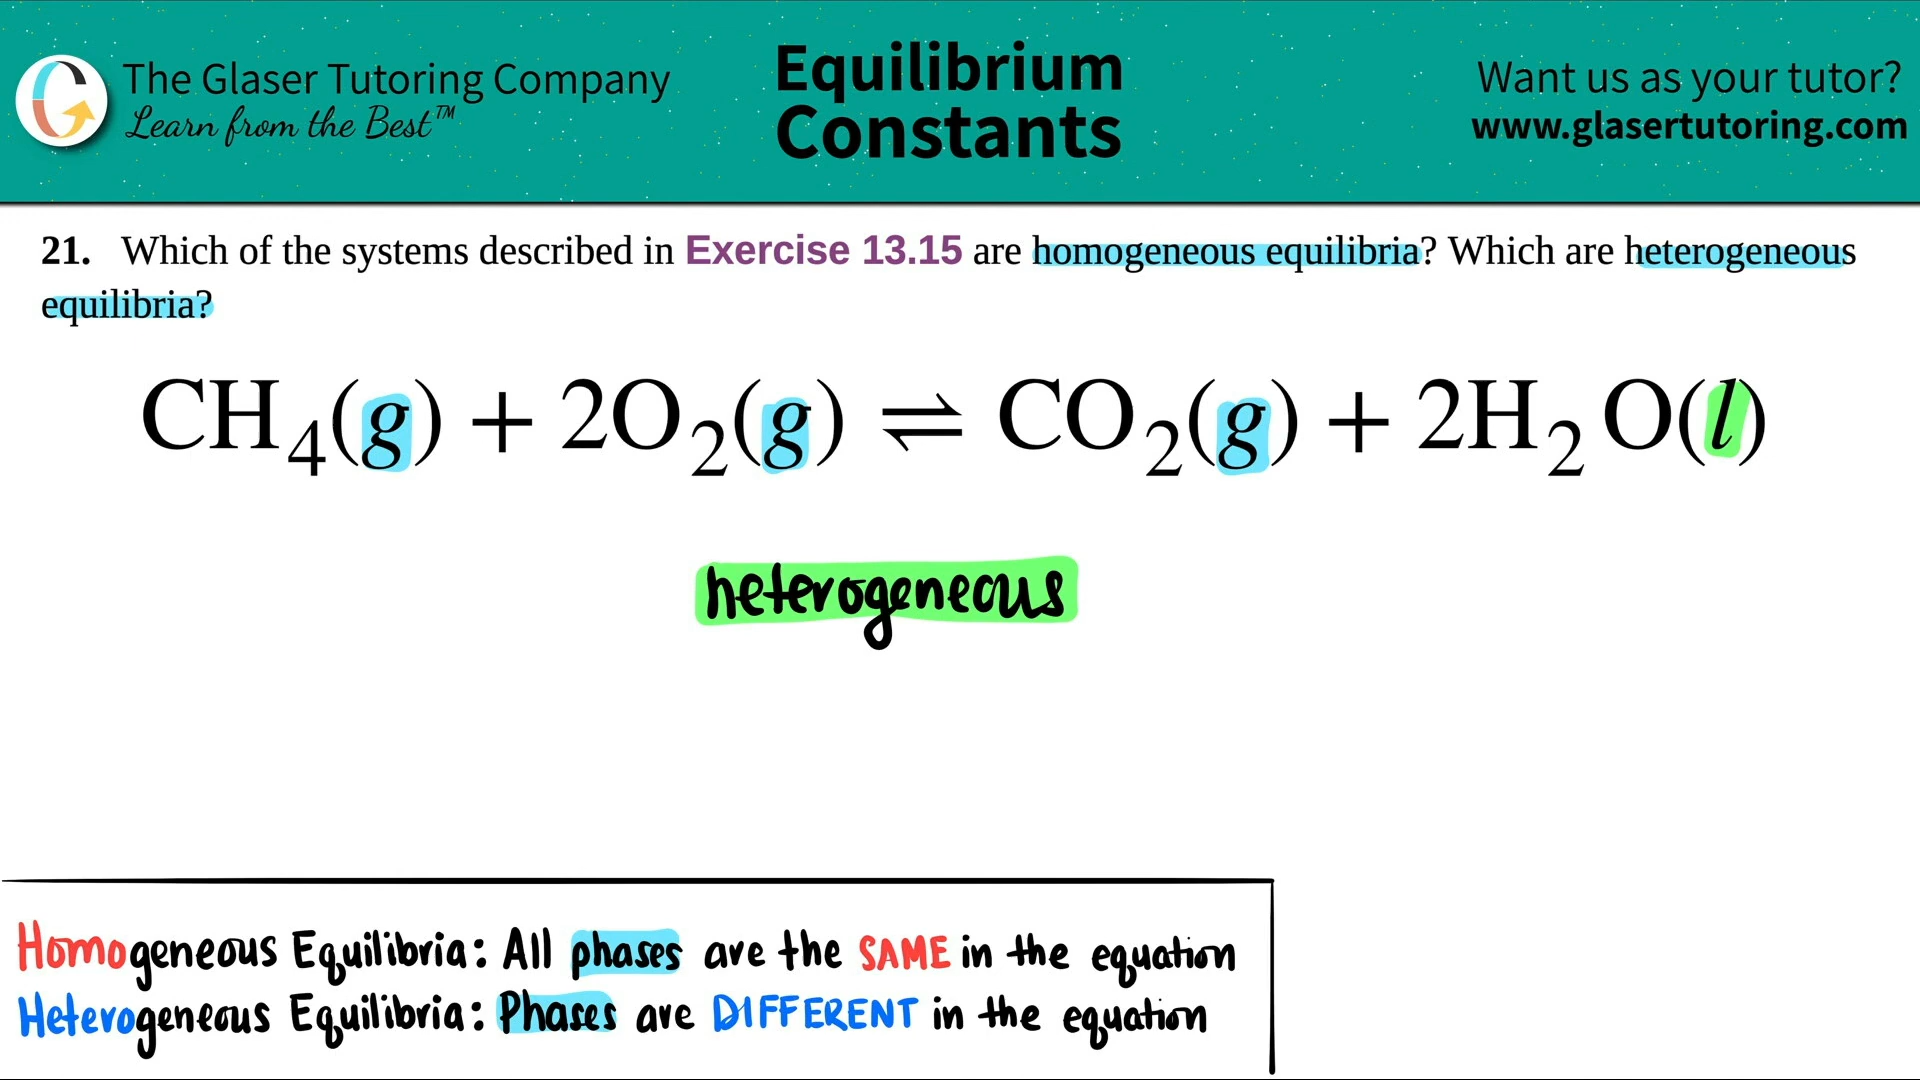 The Glaser Tutoring Company
Learn from the Best™
Equilibrium
Constants
Want us as your tutor?
www.glasertutoring.com
21. Which of the systems described in Exercise 13.15 are homogeneous equilibria? Which are heterogeneous
equilibria?
CH₄(g) + 2O₂(g) ⇌ CO₂(g) + 2H₂O(l)
heterogeneous
Homogeneous Equilibria: All phases are the SAME in the equation
Heterogeneous Equilibria: Phases are DIFFERENT in the equation